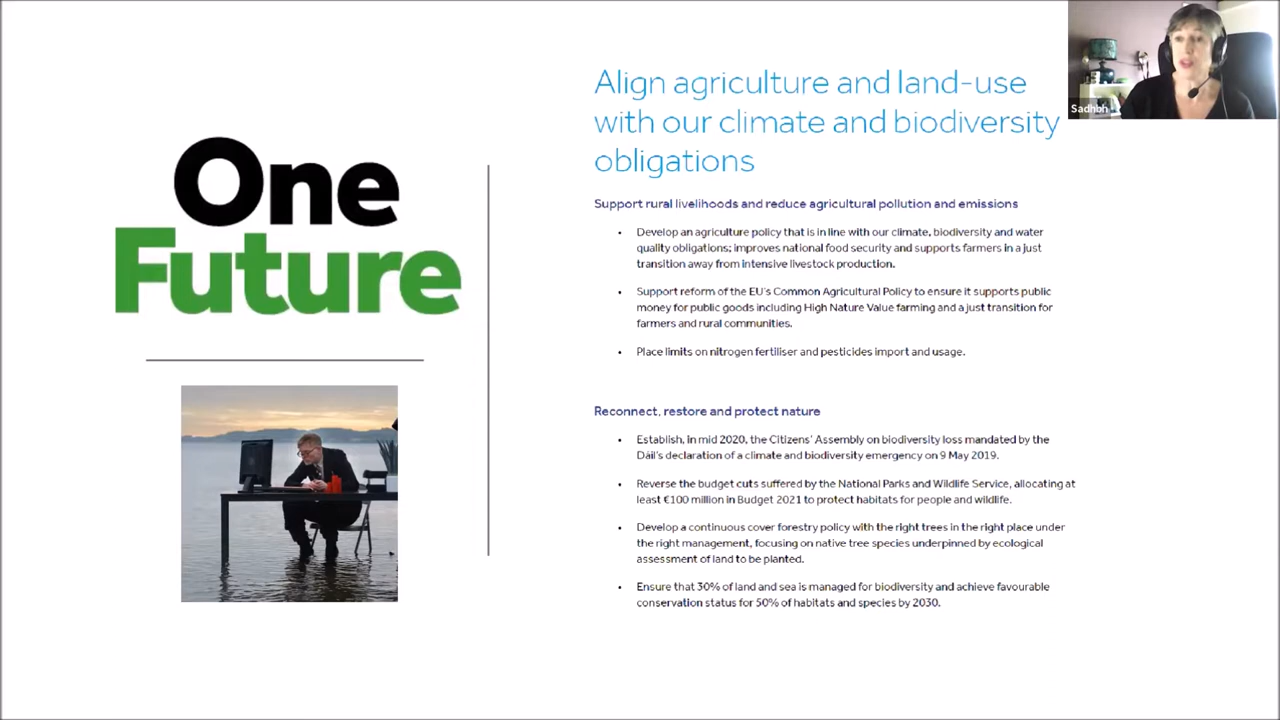 One
Future
Align agriculture and land-use
with our climate and biodiversity
obligations
Support rural livelihoods and reduce agricultural pollution and emissions
• Develop an agriculture policy that is in line with our climate, biodiversity and water
quality obligations; improves national food security and supports farmers in a just
transition away from intensive livestock production.
• Support reform of the EU's Common Agricultural Policy to ensure it supports public
money for public goods including High Nature Value farming and a just transition for
farmers and rural communities.
• Place limits on nitrogen fertiliser and pesticides import and usage.
Reconnect, restore and protect nature
• Establish, in mid 2020, the Citizens' Assembly on biodiversity loss mandated by the
Dáil's declaration of a climate and biodiversity emergency on 9 May 2019.
• Reverse the budget cuts suffered by the National Parks and Wildlife Service, allocating at
least €100 million in Budget 2021 to protect habitats for people and wildlife.
• Develop a continuous cover forestry policy with the right trees in the right place under
the right management, focusing on native tree species underpinned by ecological
assessment of land to be planted.
• Ensure that 30% of land and sea is managed for biodiversity and achieve favourable
conservation status for 50% of habitats and species by 2030.
Sadhbh